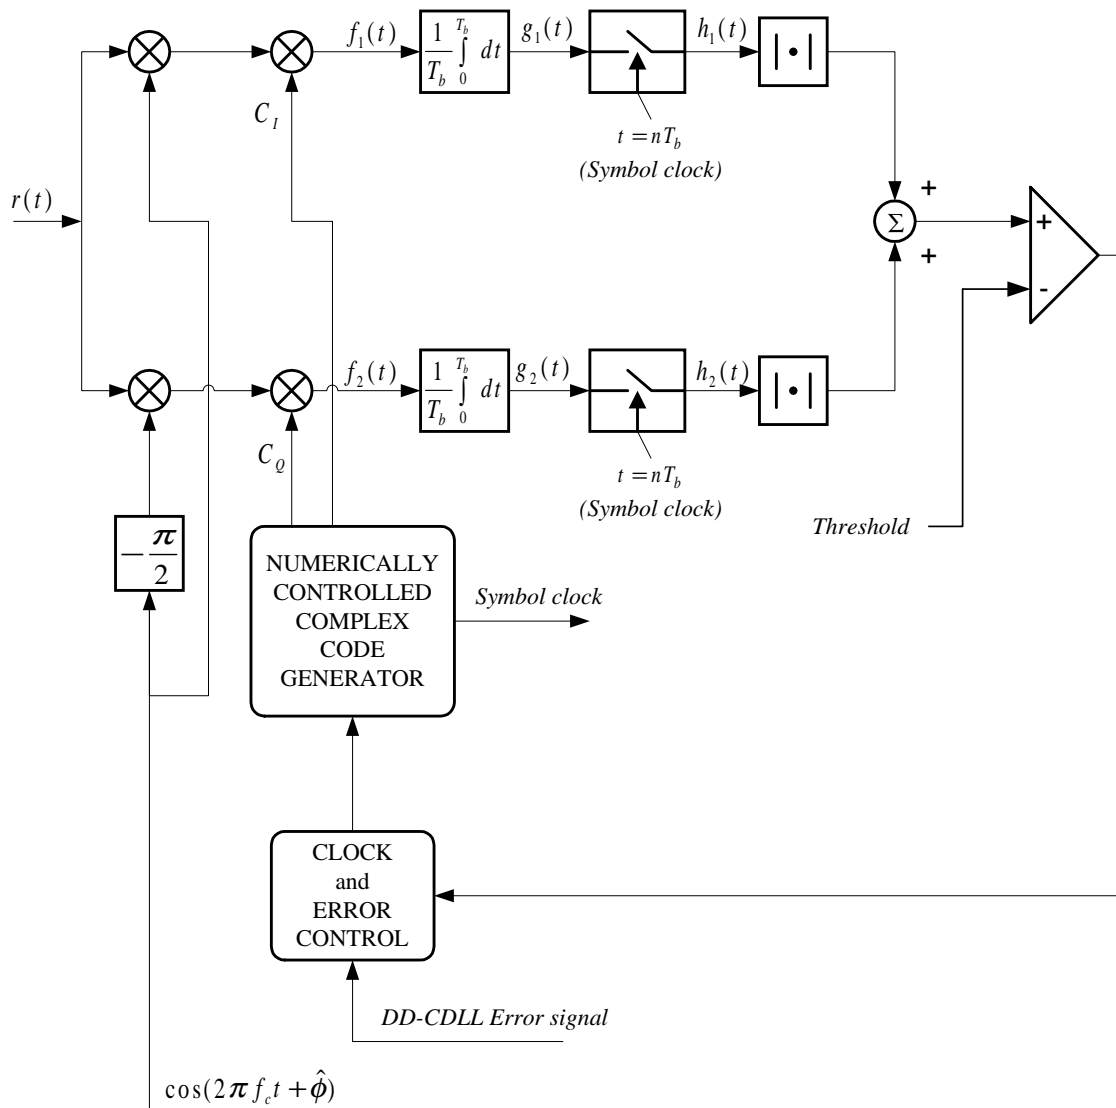 f₁(t)
1/T_b ∫₀^{T_b} dt
g₁(t)
h₁(t)
| • |
C_I
t = nT_b
(Symbol clock)
r(t)
+
Σ
+
+
-
f₂(t)
1/T_b ∫₀^{T_b} dt
g₂(t)
h₂(t)
| • |
C_Q
t = nT_b
(Symbol clock)
Threshold
−π/2
NUMERICALLY
CONTROLLED
COMPLEX
CODE
GENERATOR
Symbol clock
CLOCK
and
ERROR
CONTROL
DD-CDLL Error signal
cos(2π f_c t + φ̂)